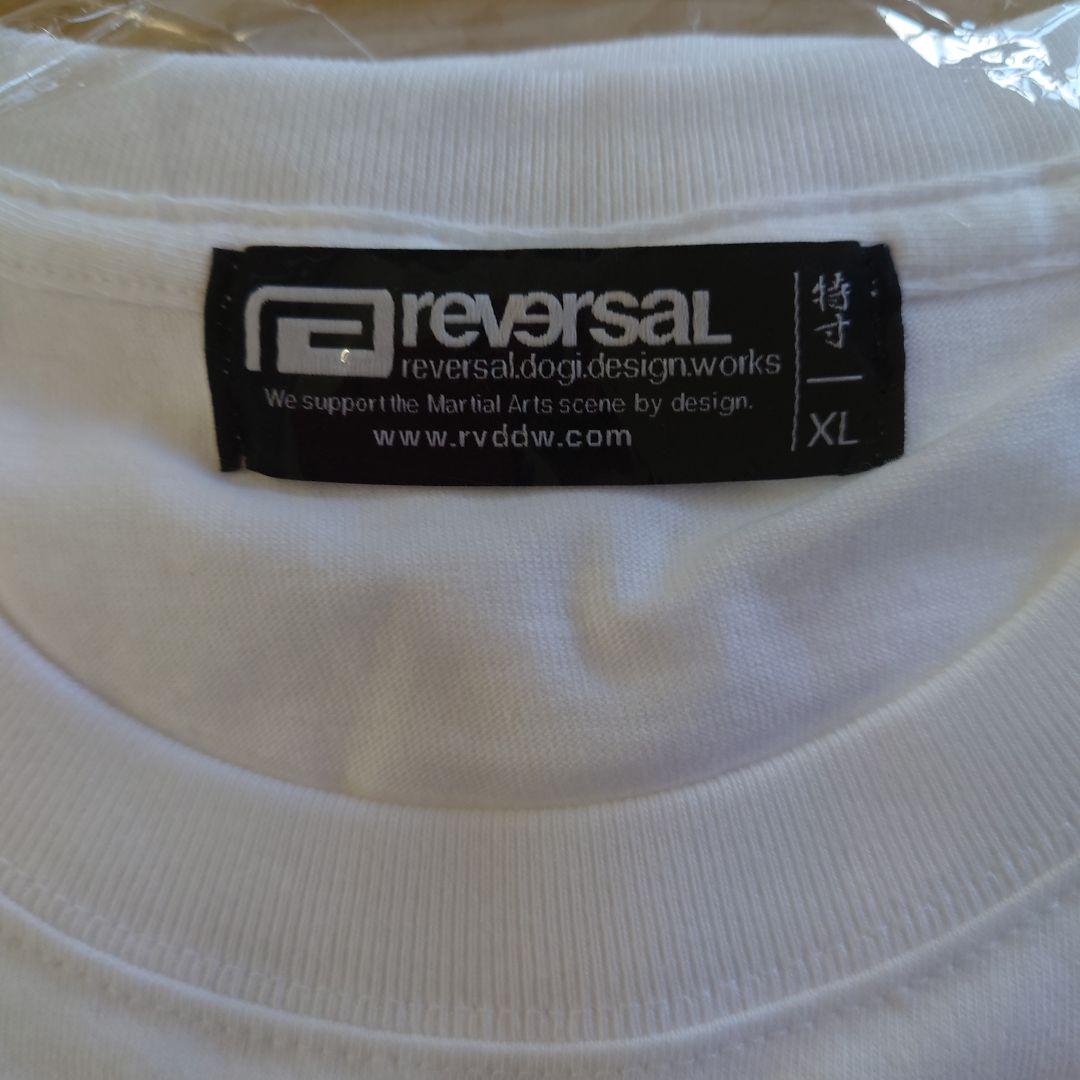 reversal
reversal.dogi.design.works
We support the Martial Arts scene by design.
www.rvddw.com
特寸
XL